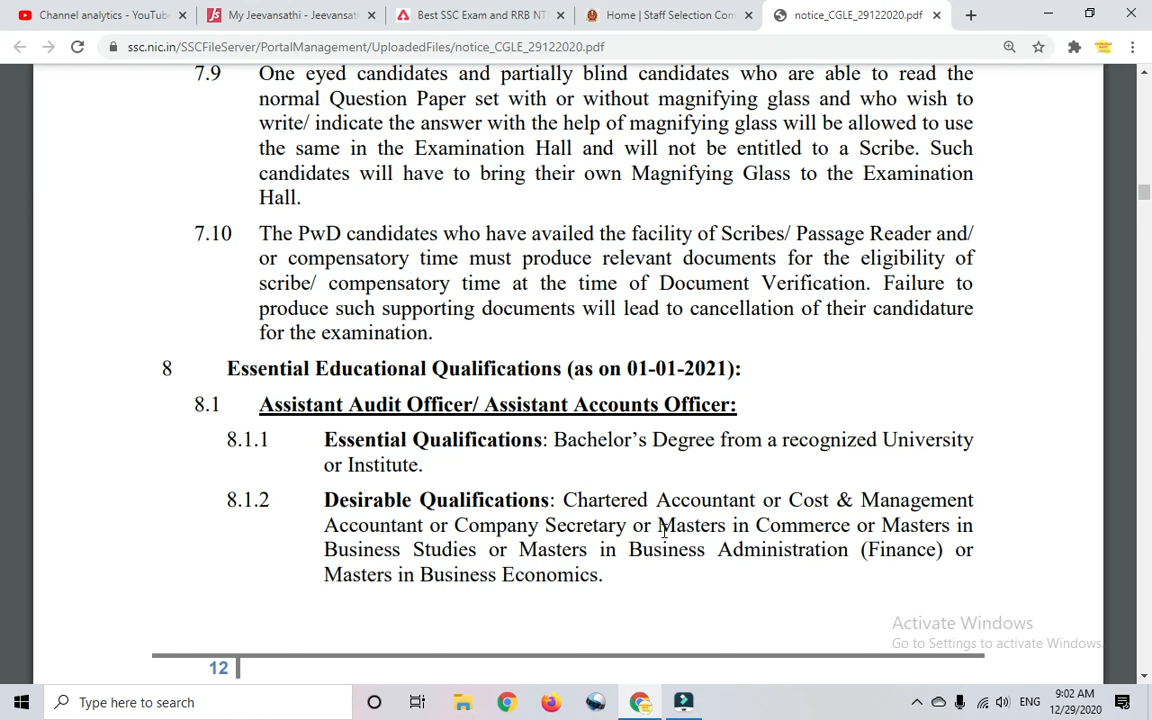 Channel analytics - YouTube
My Jeevansathi - Jeevansathi
Best SSC Exam and RRB NT
Home | Staff Selection Com
notice_CGLE_29122020.pdf
ssc.nic.in/SSCFileServer/PortalManagement/UploadedFiles/notice_CGLE_29122020.pdf
7.9 One eyed candidates and partially blind candidates who are able to read the
normal Question Paper set with or without magnifying glass and who wish to
write/ indicate the answer with the help of magnifying glass will be allowed to use
the same in the Examination Hall and will not be entitled to a Scribe. Such
candidates will have to bring their own Magnifying Glass to the Examination
Hall.
7.10 The PwD candidates who have availed the facility of Scribes/ Passage Reader and/
or compensatory time must produce relevant documents for the eligibility of
scribe/ compensatory time at the time of Document Verification. Failure to
produce such supporting documents will lead to cancellation of their candidature
for the examination.
8 Essential Educational Qualifications (as on 01-01-2021):
8.1 Assistant Audit Officer/ Assistant Accounts Officer:
8.1.1 Essential Qualifications: Bachelor's Degree from a recognized University
or Institute.
8.1.2 Desirable Qualifications: Chartered Accountant or Cost & Management
Accountant or Company Secretary or Masters in Commerce or Masters in
Business Studies or Masters in Business Administration (Finance) or
Masters in Business Economics.
Activate Windows
Go to Settings to activate Windows.
12
Type here to search
ENG
9:02 AM
12/29/2020